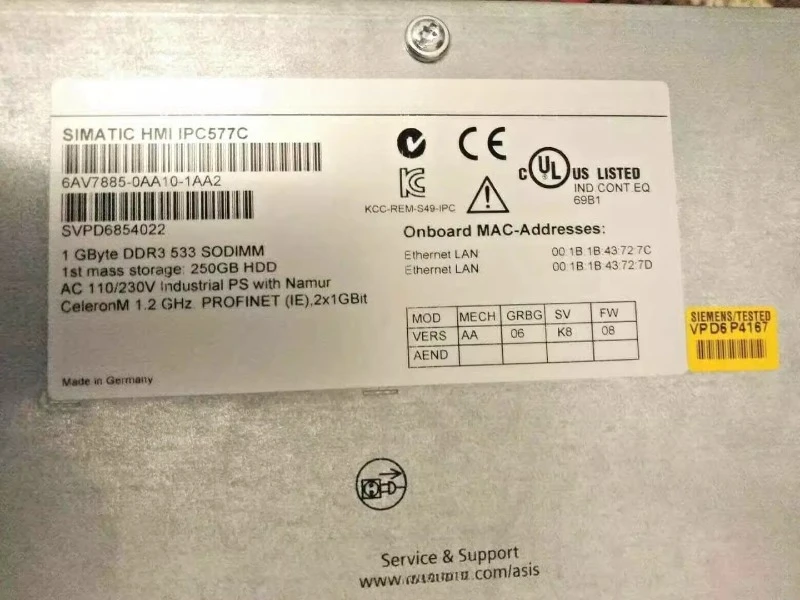 SIMATIC HMI IPC577C
6AV7885-0AA10-1AA2
SVPD6854022
1 GByte DDR3 533 SODIMM
1st mass storage: 250GB HDD
AC 110/230V Industrial PS with Namur
CeleronM 1.2 GHz PROFINET (IE),2x1GBit
Made in Germany
CE
KCC-REM-S49-IPC
C UL US LISTED
IND.CONT.EQ
69B1
Onboard MAC-Addresses:
Ethernet LAN 00:1B:1B:43:72:7C
Ethernet LAN 00:1B:1B:43:72:7D
MOD MECH GRBG SV FW
VERS AA 06 K8 08
AEND
SIEMENS/TESTED
VPD6P4167
Service & Support
www. .com/asis